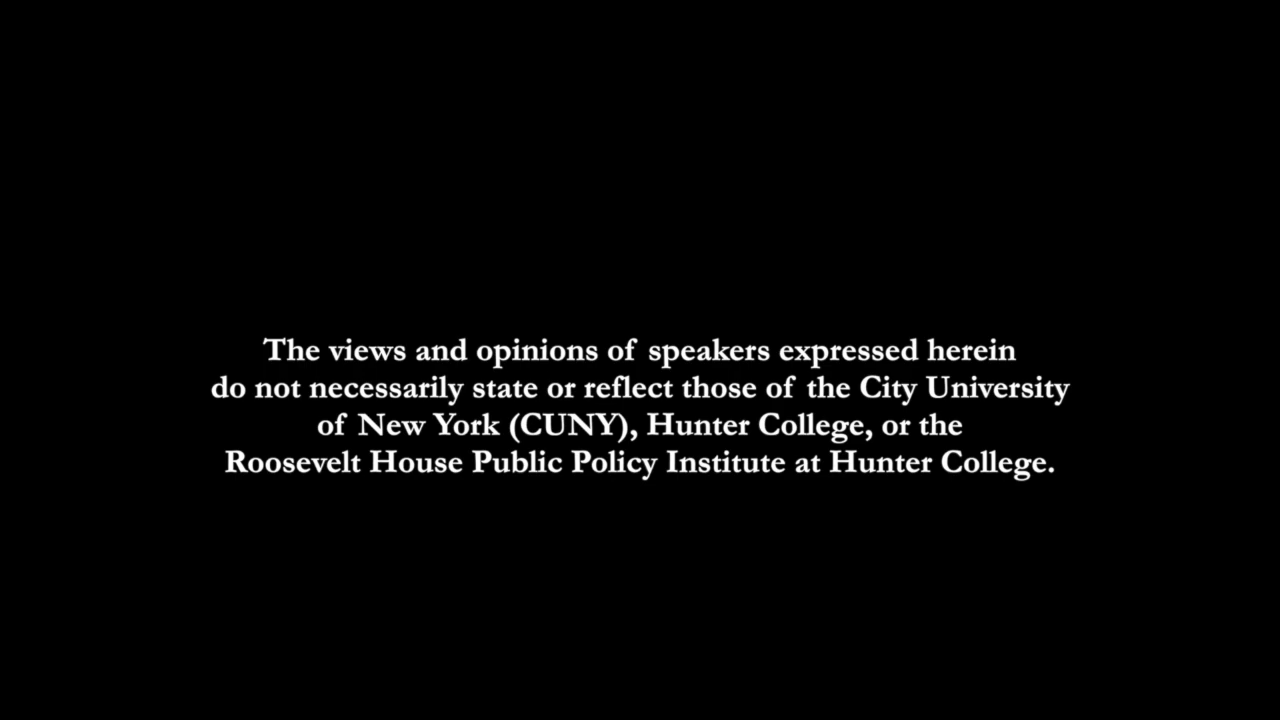 The views and opinions of speakers expressed herein
do not necessarily state or reflect those of the City University
of New York (CUNY), Hunter College, or the
Roosevelt House Public Policy Institute at Hunter College.